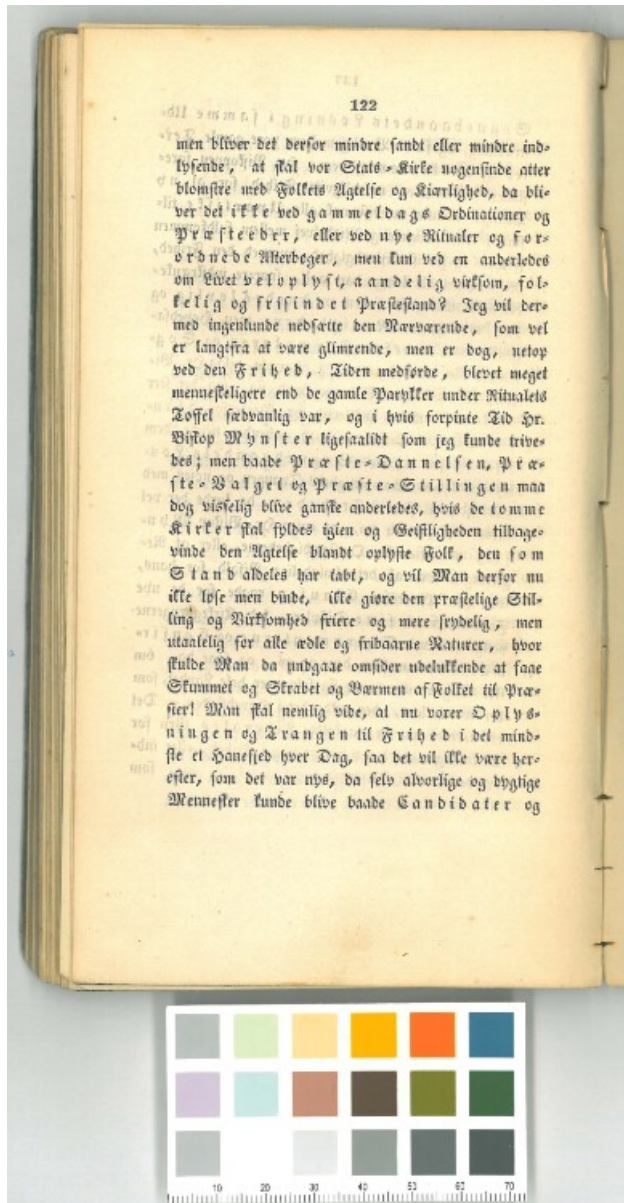 122
men bliver det derfor mindre sandt eller mindre ind-
lysende, at skal vor Stats-Kirke nogensinde atter
blomstre med Folkets Agtelse og Kiærlighed, da bli-
ver det ikke ved gammeldags Ordinationer og
Præsteeder, eller ved nye Ritualer og for-
ordnede Alterbøger, men kun ved en anderledes
om Livet veloplyst, aandelig virksom, fol-
kelig og frisindet Præstestand? Jeg vil der-
med ingenlunde nedsætte den Nærværende, som vel
er langtfra at være glimrende, men er dog, netop
ved den Frihed, Tiden medførde, blevet meget
menneskeligere end de gamle Parykker under Ritualets
Tøffel sædvanlig var, og i hvis forpinte Tid Hr.
Biskop Mynster ligesaalidt som jeg kunde trive-
des; men baade Præste-Dannelsen, Præ-
ste-Valget og Præste-Stillingen maa
dog visselig blive ganske anderledes, hvis de tomme
Kirker skal fyldes igien og Geistligheden tilbage-
vinde den Agtelse blandt oplyste Folk, den som
Stand aldeles har tabt, og vil Man derfor nu
ikke løse men binde, ikke giøre den præstelige Stil-
ling og Virksomhed friere og mere frydelig, men
utaalelig for alle ædle og fribaarne Naturer, hvor
skulde Man da undgaae omsider udelukkende at faae
Skummet og Skrabet og Bærmen af Folket til Præ-
ster! Man skal nemlig vide, at nu voxer Oplys-
ningen og Trangen til Frihed i det mind-
ste et Hanefjed hver Dag, saa det vil ikke være her-
efter, som det var nys, da selv alvorlige og dygtige
Mennesker kunde blive baade Candidater og
10 20 30 40 50 60 70